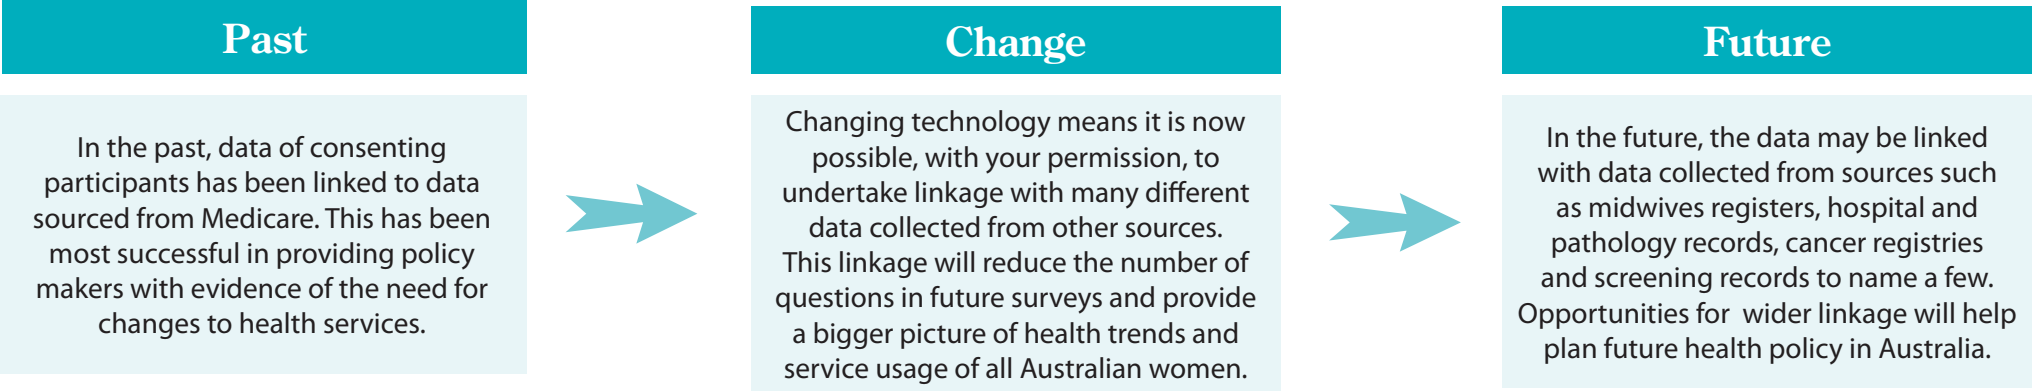 Past
In the past, data of consenting
participants has been linked to data
sourced from Medicare. This has been
most successful in providing policy
makers with evidence of the need for
changes to health services.
Change
Changing technology means it is now
possible, with your permission, to
undertake linkage with many different
data collected from other sources.
This linkage will reduce the number of
questions in future surveys and provide
a bigger picture of health trends and
service usage of all Australian women.
Future
In the future, the data may be linked
with data collected from sources such
as midwives registers, hospital and
pathology records, cancer registries
and screening records to name a few.
Opportunities for wider linkage will help
plan future health policy in Australia.